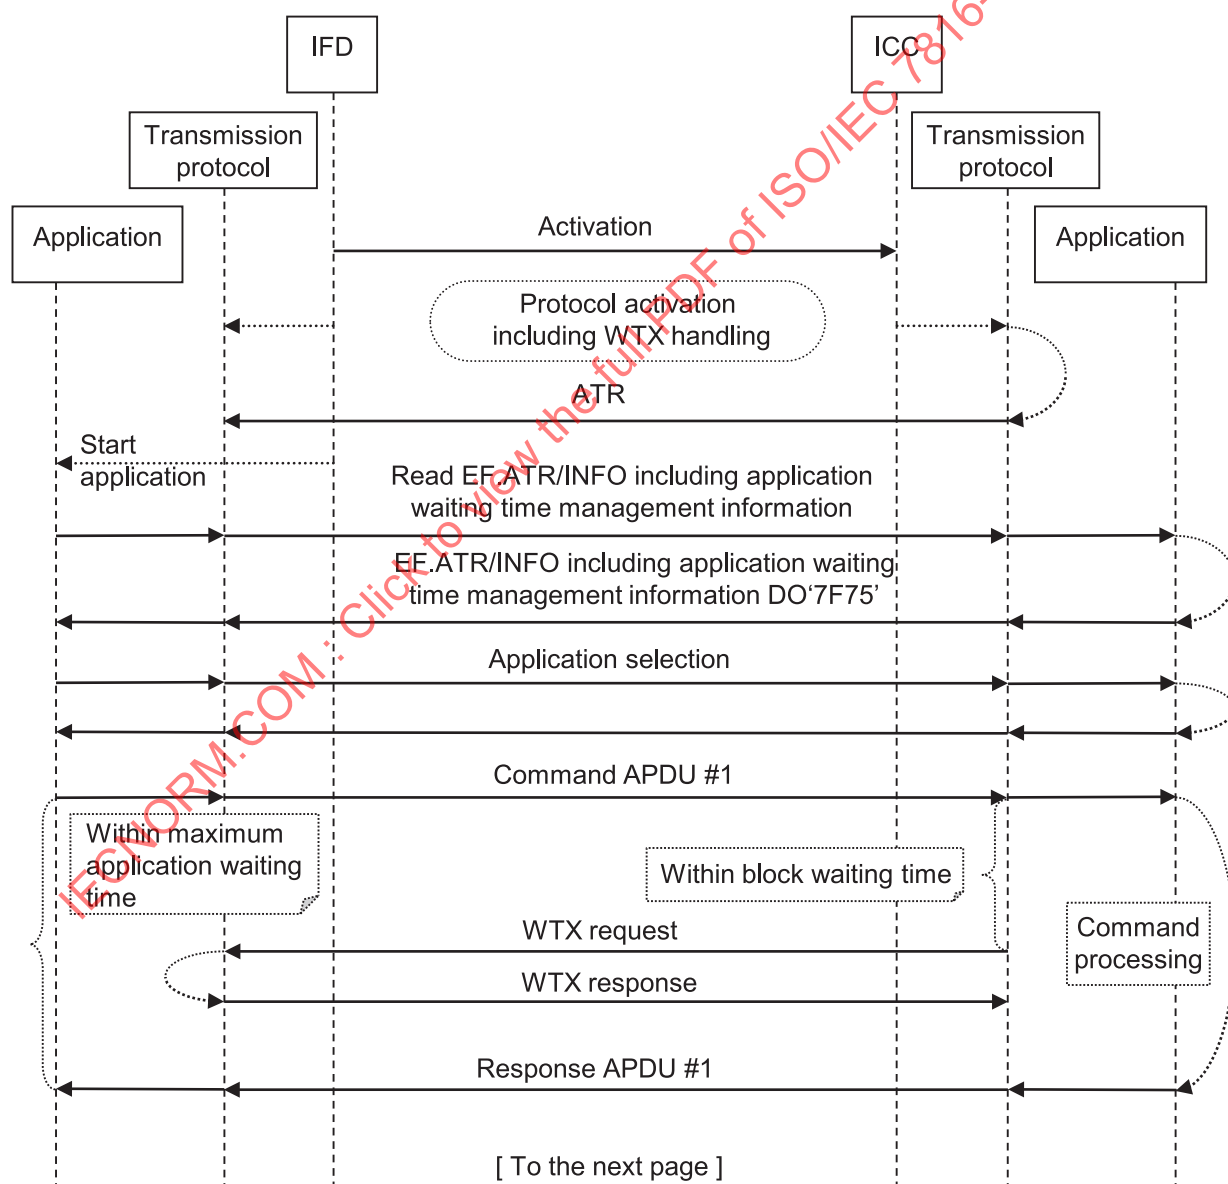 IFD
ICC
Transmission
protocol
Transmission
protocol
Application
Application
Activation
Protocol activation
including WTX handling
ATR
Start
application
Read EF.ATR/INFO including application
waiting time management information
EF.ATR/INFO including application waiting
time management information DO‘7F75’
Application selection
Command APDU #1
Within maximum
application waiting
time
Within block waiting time
Command
processing
WTX request
WTX response
Response APDU #1
[ To the next page ]
IECNORM.COM : Click to view the full PDF of ISO/IEC 7816-